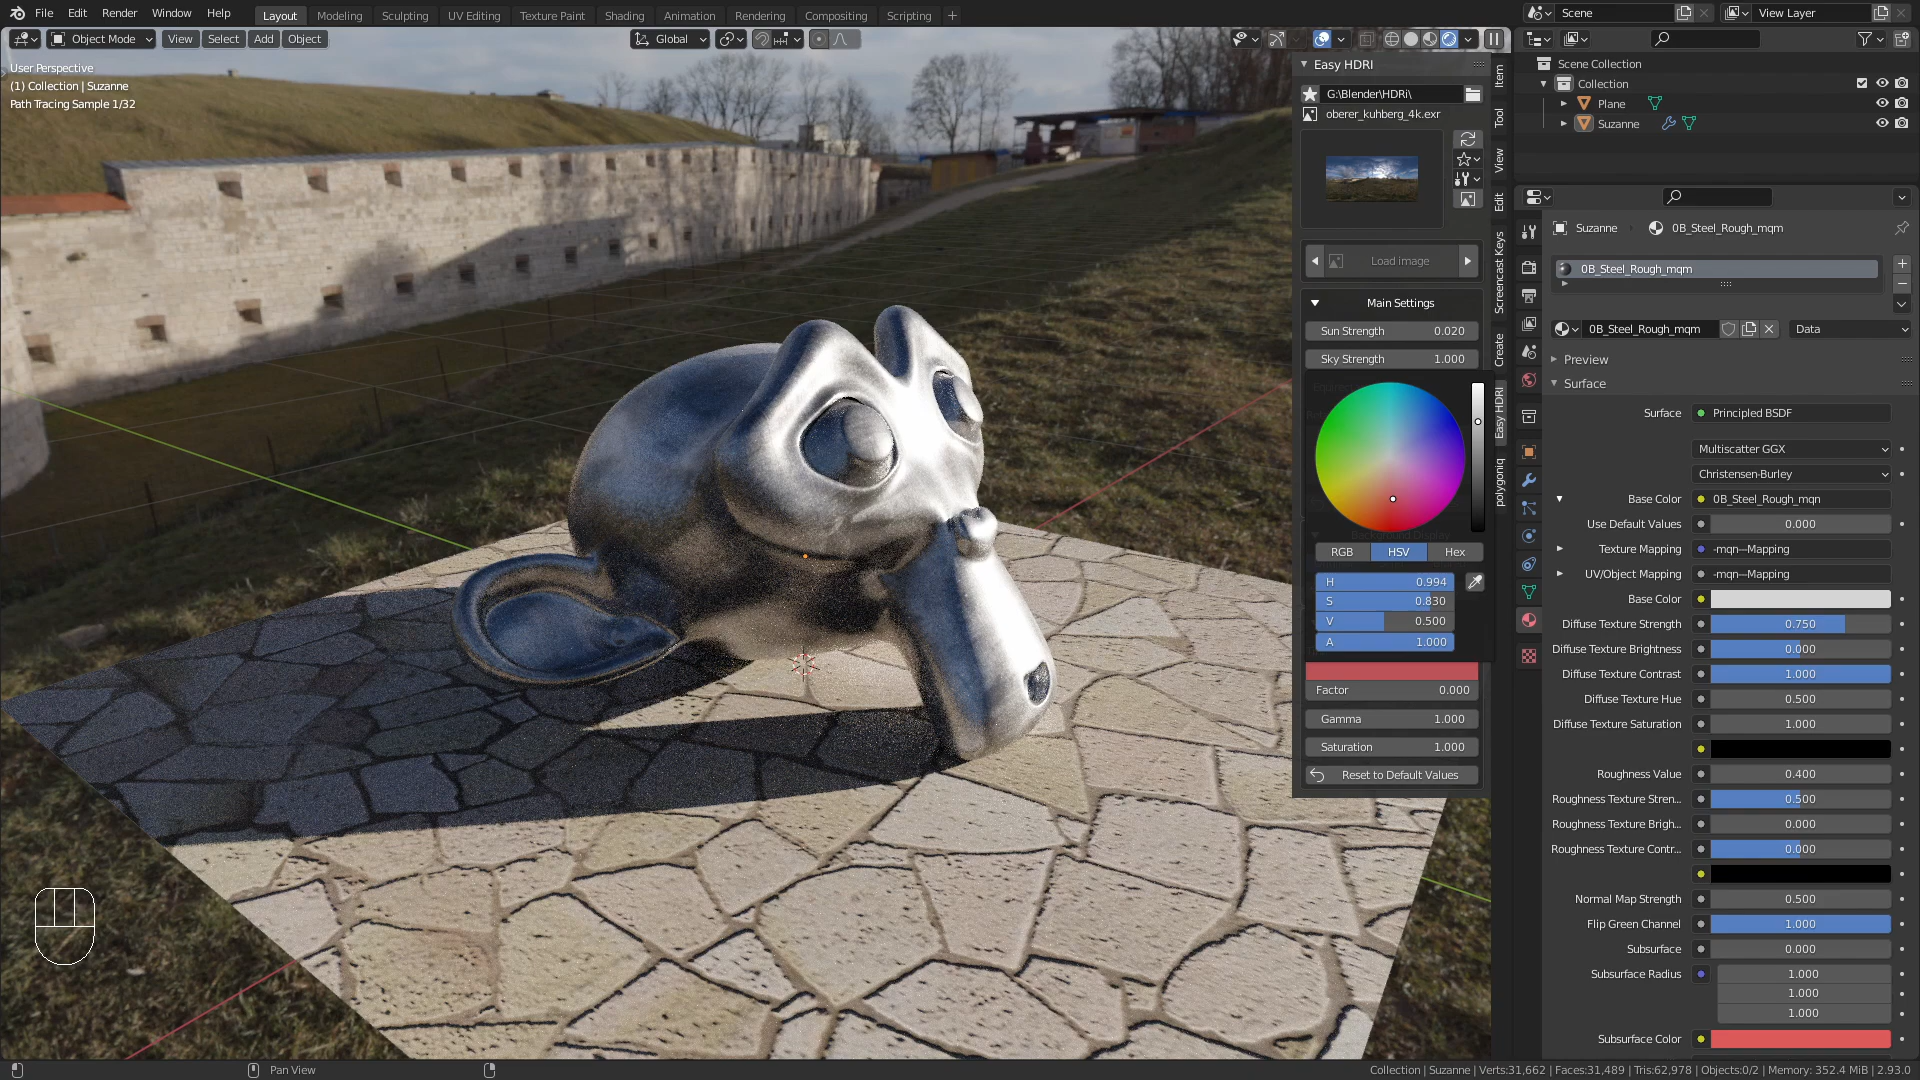 File Edit Render Window Help
Layout Modeling Sculpting UV Editing Texture Paint Shading Animation Rendering Compositing Scripting
Scene
View Layer
Object Mode View Select Add Object
Global
User Perspective
(1) Collection | Suzanne
Path Tracing Sample 1/32
Easy HDRI
G:\Blender\HDRi\
oberer_kuhberg_4k.exr
Load image
Main Settings
Sun Strength 0.020
Sky Strength 1.000
RGB HSV Hex
H 0.994
S 0.830
V 0.500
A 1.000
Factor 0.000
Gamma 1.000
Saturation 1.000
Reset to Default Values
Item
Tool
View
Edit
Screencast Keys
Create
Easy HDRI
polygoniq
Scene Collection
Collection
Plane
Suzanne
Suzanne 0B_Steel_Rough_mqm
0B_Steel_Rough_mqm
0B_Steel_Rough_mqm Data
Preview
Surface
Surface Principled BSDF
Multiscatter GGX
Christensen-Burley
Base Color 0B_Steel_Rough_mqn
Use Default Values 0.000
Texture Mapping -mqn—Mapping
UV/Object Mapping -mqn—Mapping
Base Color
Diffuse Texture Strength 0.750
Diffuse Texture Brightness 0.000
Diffuse Texture Contrast 1.000
Diffuse Texture Hue 0.500
Diffuse Texture Saturation 1.000
Roughness Value 0.400
Roughness Texture Stren... 0.500
Roughness Texture Brigh... 0.000
Roughness Texture Contr... 0.000
Normal Map Strength 0.500
Flip Green Channel 1.000
Subsurface 0.000
Subsurface Radius 1.000
1.000
1.000
Subsurface Color
Pan View
Collection | Suzanne | Verts:31,662 | Faces:31,489 | Tris:62,978 | Objects:0/2 | Memory: 352.4 MiB | 2.93.0